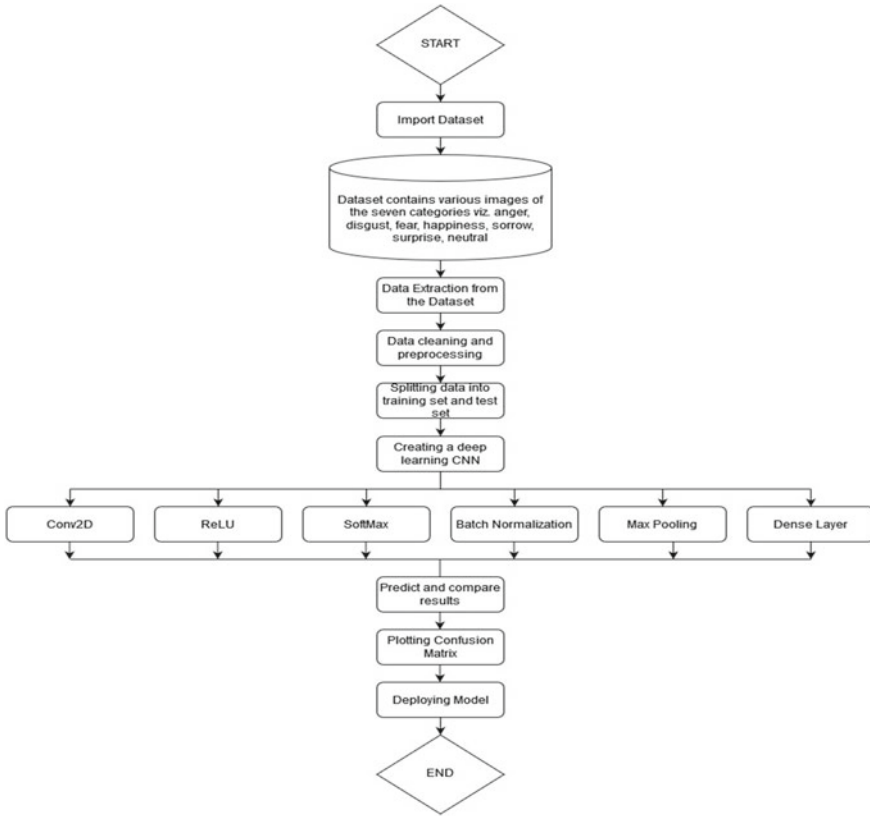 START
Import Dataset
Dataset contains various images of
the seven categories viz. anger,
disgust, fear, happiness, sorrow,
surprise, neutral
Data Extraction from
the Dataset
Data cleaning and
preprocessing
Splitting data into
training set and test
set
Creating a deep
learning CNN
Conv2D
ReLU
SoftMax
Batch Normalization
Max Pooling
Dense Layer
Predict and compare
results
Plotting Confusion
Matrix
Deploying Model
END